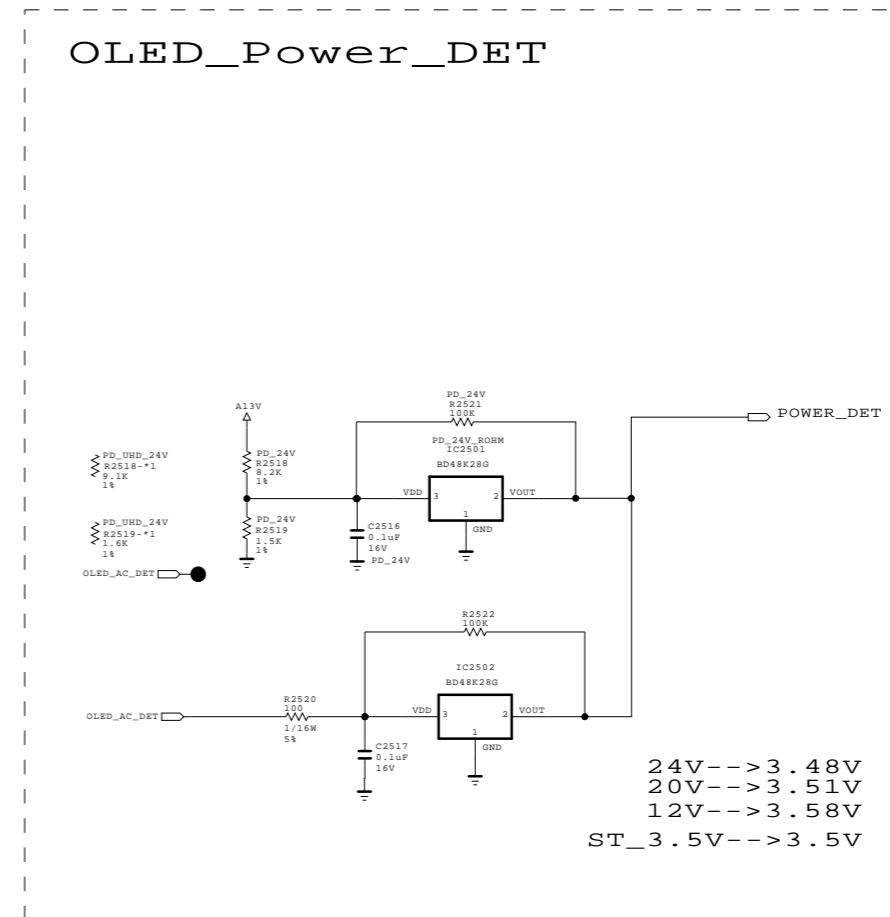 OLED_Power_DET
PD_24V
R2521
100K
PD_24V_ROHM
IC2501
BD48K28G
A13V
POWER_DET
PD_UHD_24V
R2518-*1
9.1K
1%
PD_24V
R2518
8.2K
1%
VDD
3
2
VOUT
1
GND
PD_UHD_24V
R2519-*1
1.6K
1%
PD_24V
R2519
1.5K
1%
C2516
0.1uF
16V
PD_24V
OLED_AC_DET
R2522
100K
IC2502
BD48K28G
OLED_AC_DET
R2520
100
1/16W
5%
VDD
3
2
VOUT
1
GND
C2517
0.1uF
16V
24V-->3.48V
20V-->3.51V
12V-->3.58V
ST_3.5V-->3.5V